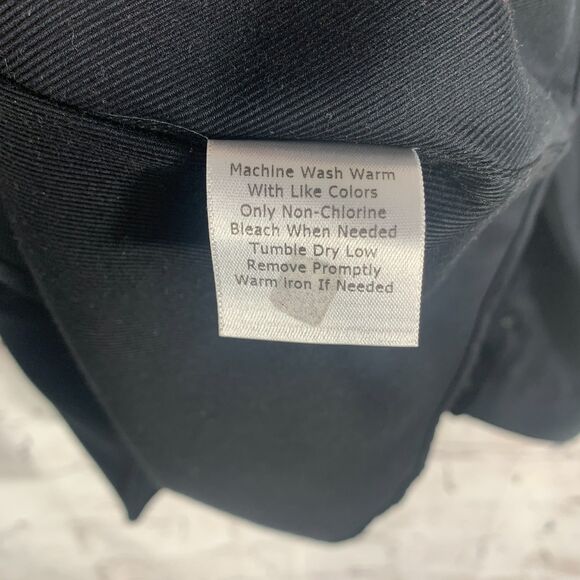 Machine Wash Warm
With Like Colors
Only Non-Chlorine
Bleach When Needed
Tumble Dry Low
Remove Promptly
Warm Iron If Needed